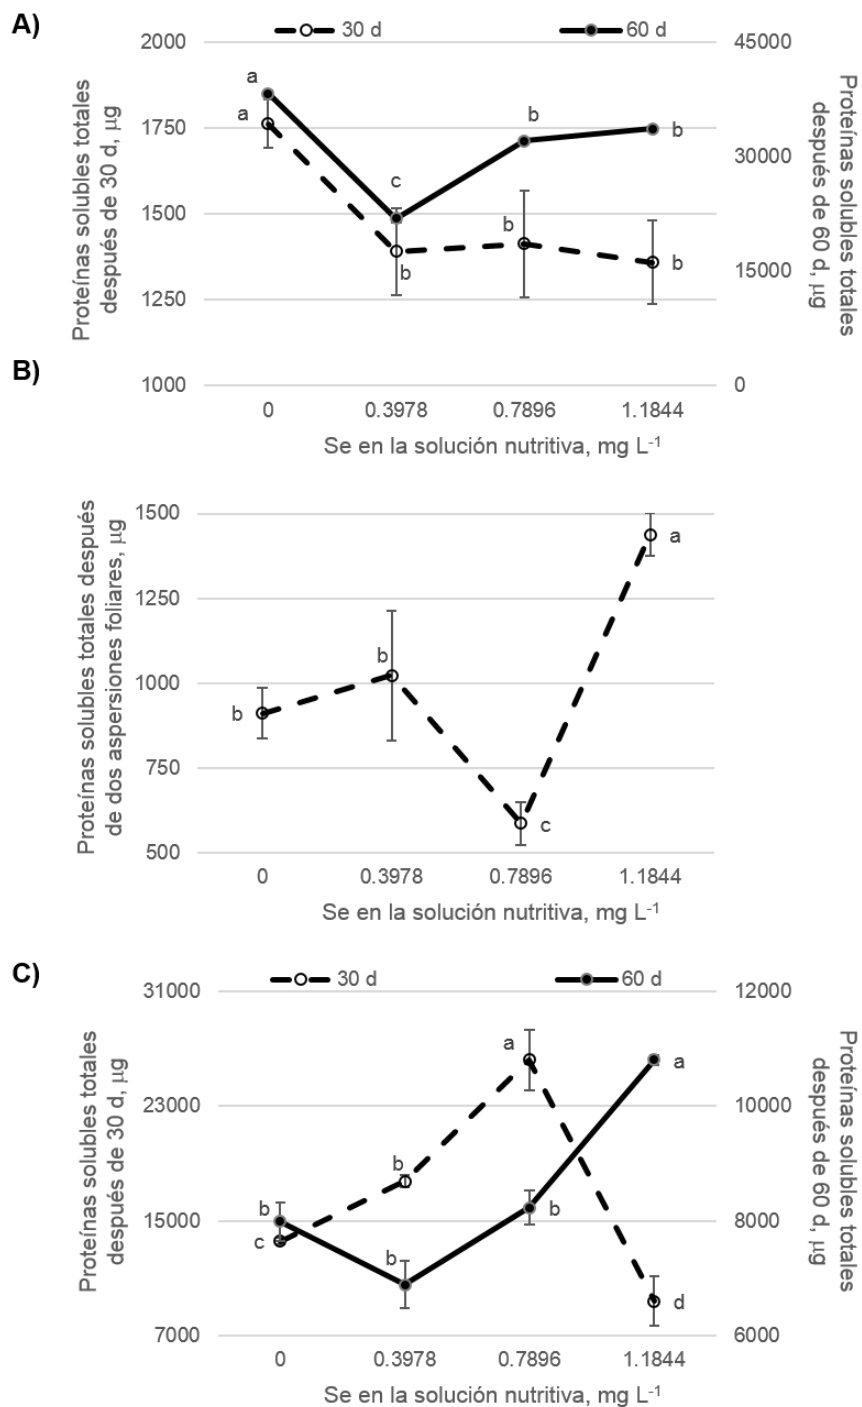 A)
30 d
60 d
Proteínas solubles totales
después de 30 d, µg
2000
1750
1500
1250
1000
45000
30000
15000
0
Proteínas solubles totales
después de 60 d, µg
a
a
c
b
b
b
b
b
0
0.3978
0.7896
1.1844
Se en la solución nutritiva, mg L-1
B)
Proteínas solubles totales después
de dos aspersiones foliares, µg
1500
1250
1000
750
500
b
b
c
a
0
0.3978
0.7896
1.1844
Se en la solución nutritiva, mg L-1
C)
30 d
60 d
Proteínas solubles totales
después de 30 d, µg
31000
23000
15000
7000
12000
10000
8000
6000
Proteínas solubles totales
después de 60 d, µg
b
c
b
b
a
b
a
d
0
0.3978
0.7896
1.1844
Se en la solución nutritiva, mg L-1